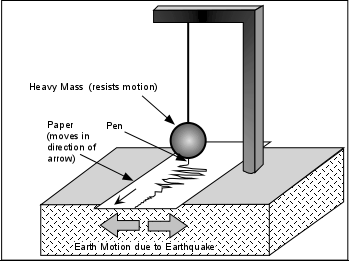 Heavy Mass (resists motion)
Paper
(moves in
direction of
arrow)
Pen
Earth Motion due to Earthquake